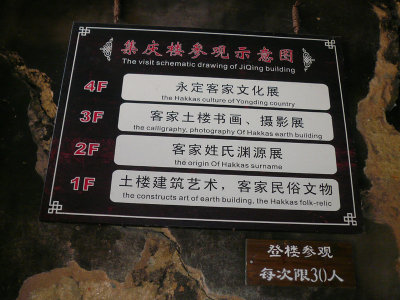 集庆楼参观示意图
The visit schematic drawing of JiQing building
4F 永定客家文化展
the Hakkas culture of Yongding country
3F 客家土楼书画、摄影展
the calligraphy, photography Of Hakkas earth building
2F 客家姓氏渊源展
the origin Of Hakkas surname
1F 土楼建筑艺术，客家民俗文物
the constructs art of earth building, the Hakkas folk-relic
登楼参观
每次限30人